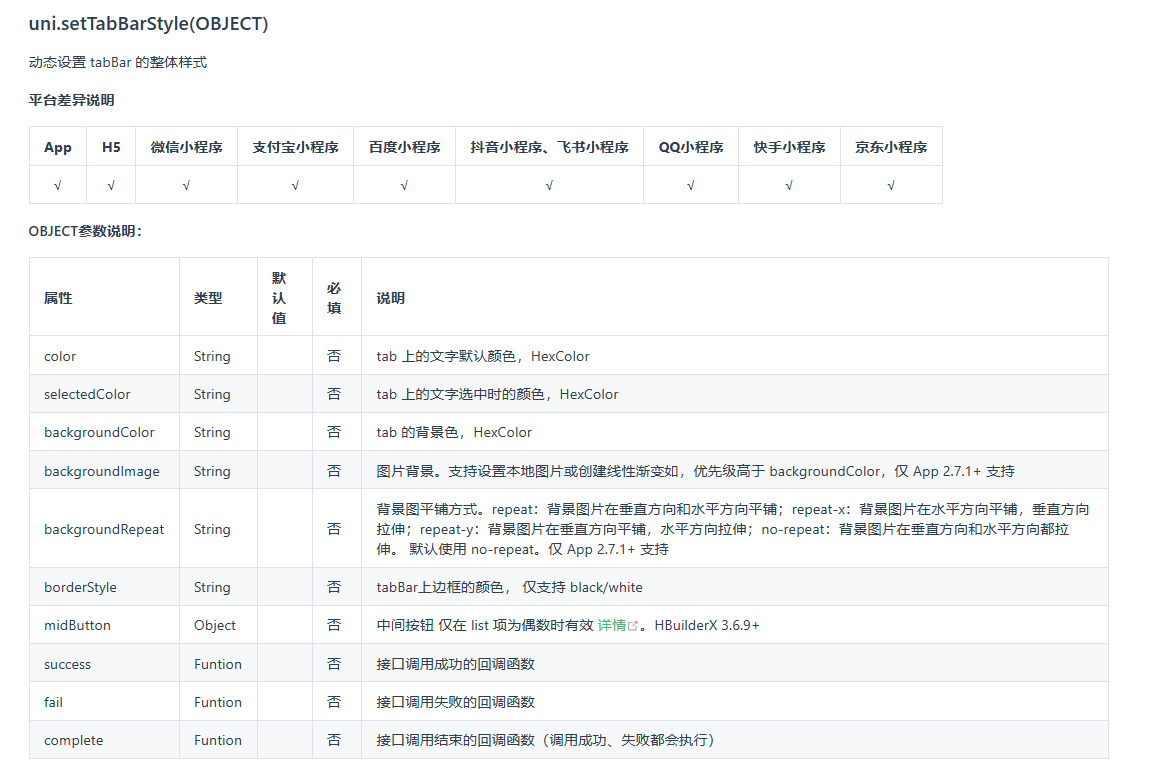 uni.setTabBarStyle(OBJECT)
动态设置 tabBar 的整体样式
平台差异说明
App H5 微信小程序 支付宝小程序 百度小程序 抖音小程序、飞书小程序 QQ小程序 快手小程序 京东小程序
√ √ √ √ √ √ √ √ √
OBJECT参数说明：
属性 类型 默认值 必填 说明
color String 否 tab 上的文字默认颜色，HexColor
selectedColor String 否 tab 上的文字选中时的颜色，HexColor
backgroundColor String 否 tab 的背景色，HexColor
backgroundImage String 否 图片背景。支持设置本地图片或创建线性渐变如，优先级高于 backgroundColor，仅 App 2.7.1+ 支持
backgroundRepeat String 否 背景图平铺方式。repeat：背景图片在垂直方向和水平方向平铺；repeat-x：背景图片在水平方向平铺，垂直方向
拉伸；repeat-y：背景图片在垂直方向平铺，水平方向拉伸；no-repeat：背景图片在垂直方向和水平方向都拉
伸。 默认使用 no-repeat。仅 App 2.7.1+ 支持
borderStyle String 否 tabBar上边框的颜色， 仅支持 black/white
midButton Object 否 中间按钮 仅在 list 项为偶数时有效 详情。HBuilderX 3.6.9+
success Funtion 否 接口调用成功的回调函数
fail Funtion 否 接口调用失败的回调函数
complete Funtion 否 接口调用结束的回调函数（调用成功、失败都会执行）